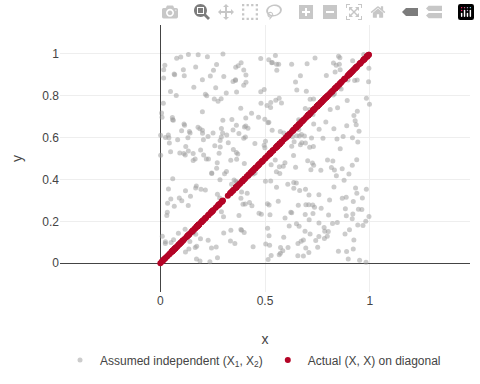 1
0.8
0.6
0.4
0.2
0
y
0
0.5
1
x
Assumed independent (X₁, X₂)
Actual (X, X) on diagonal